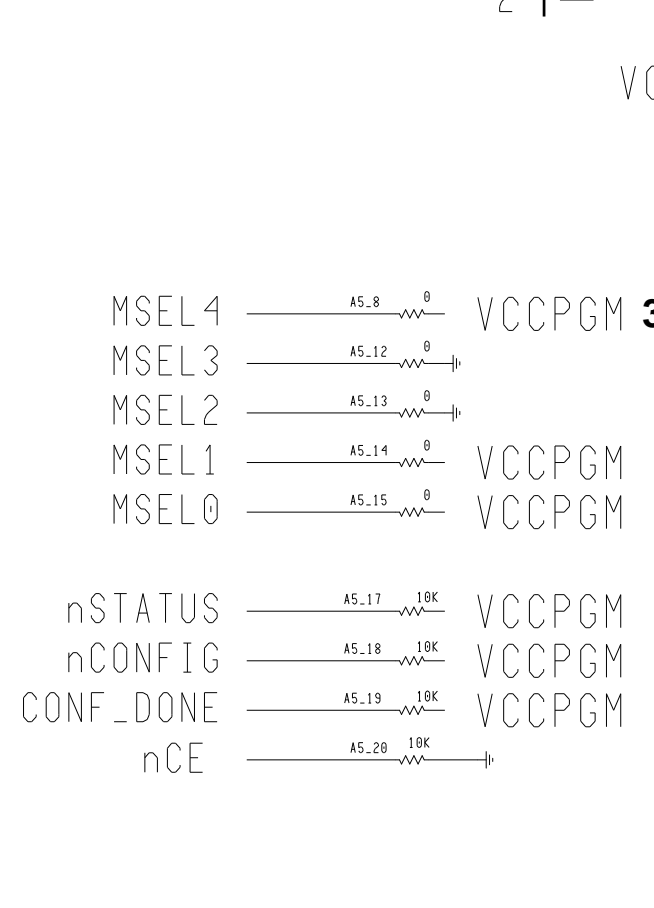 VC
0
MSEL4 A5_8 VCCPGM 3
0
MSEL3 A5_12
0
MSEL2 A5_13
0
MSEL1 A5_14 VCCPGM
0
MSEL0 A5_15 VCCPGM
nSTATUS A5_17 10K VCCPGM
nCONFIG A5_18 10K VCCPGM
CONF_DONE A5_19 10K VCCPGM
nCE A5_20 10K